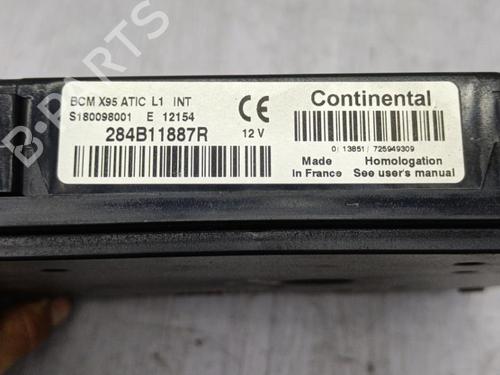 B-PARTS
BCM X95 ATIC L1 INT
S180098001 E 12154
284B11887R
CE
12 V
Continental
0| 13851| 725949309
Made in France
Homologation See user's manual